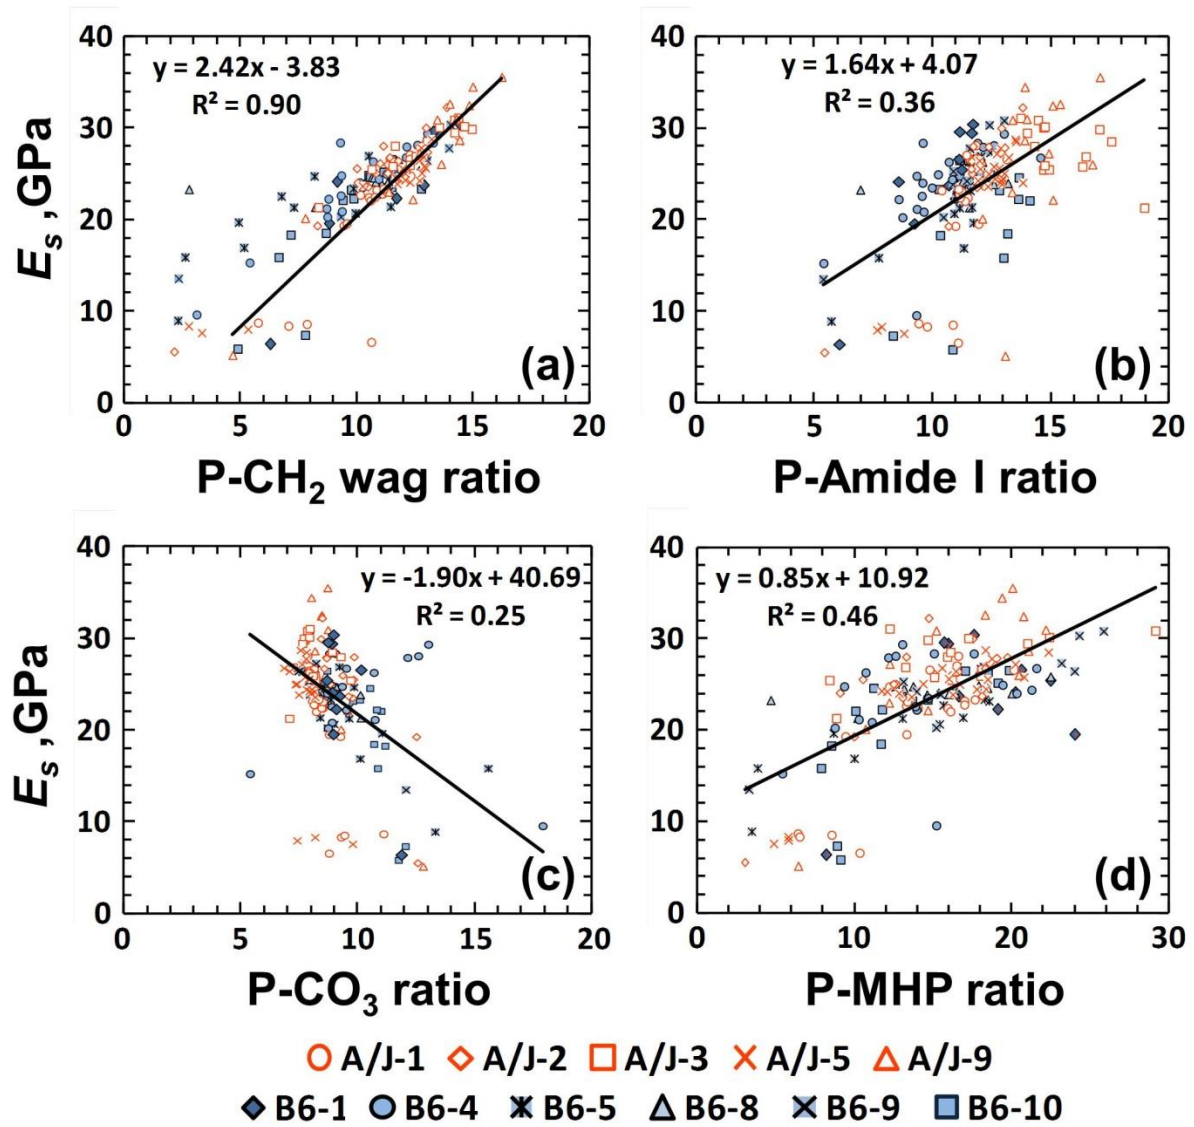 40
30
20
10
0
E_s, GPa
y = 2.42x - 3.83
R² = 0.90
(a)
0 5 10 15 20
P-CH₂ wag ratio
40
30
20
10
0
y = 1.64x + 4.07
R² = 0.36
(b)
0 5 10 15 20
P-Amide I ratio
40
30
20
10
0
E_s, GPa
y = -1.90x + 40.69
R² = 0.25
(c)
0 5 10 15 20
P-CO₃ ratio
40
30
20
10
0
y = 0.85x + 10.92
R² = 0.46
(d)
0 10 20 30
P-MHP ratio
A/J-1 A/J-2 A/J-3 A/J-5 A/J-9
B6-1 B6-4 B6-5 B6-8 B6-9 B6-10